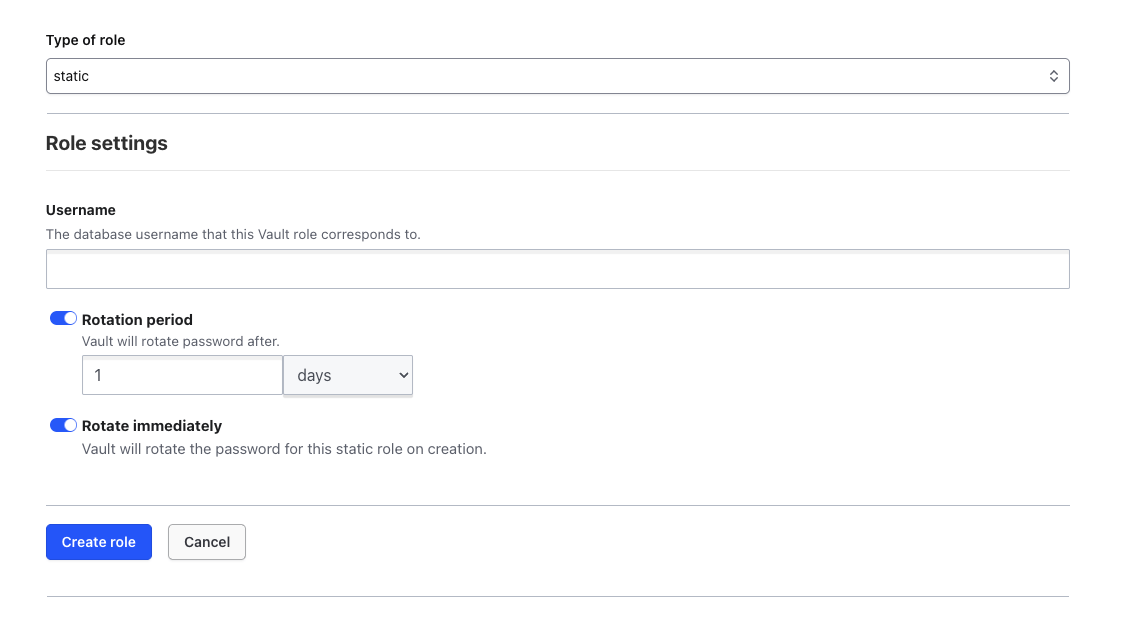 Type of role
static
Role settings
Username
The database username that this Vault role corresponds to.
Rotation period
Vault will rotate password after.
1 days
Rotate immediately
Vault will rotate the password for this static role on creation.
Create role Cancel